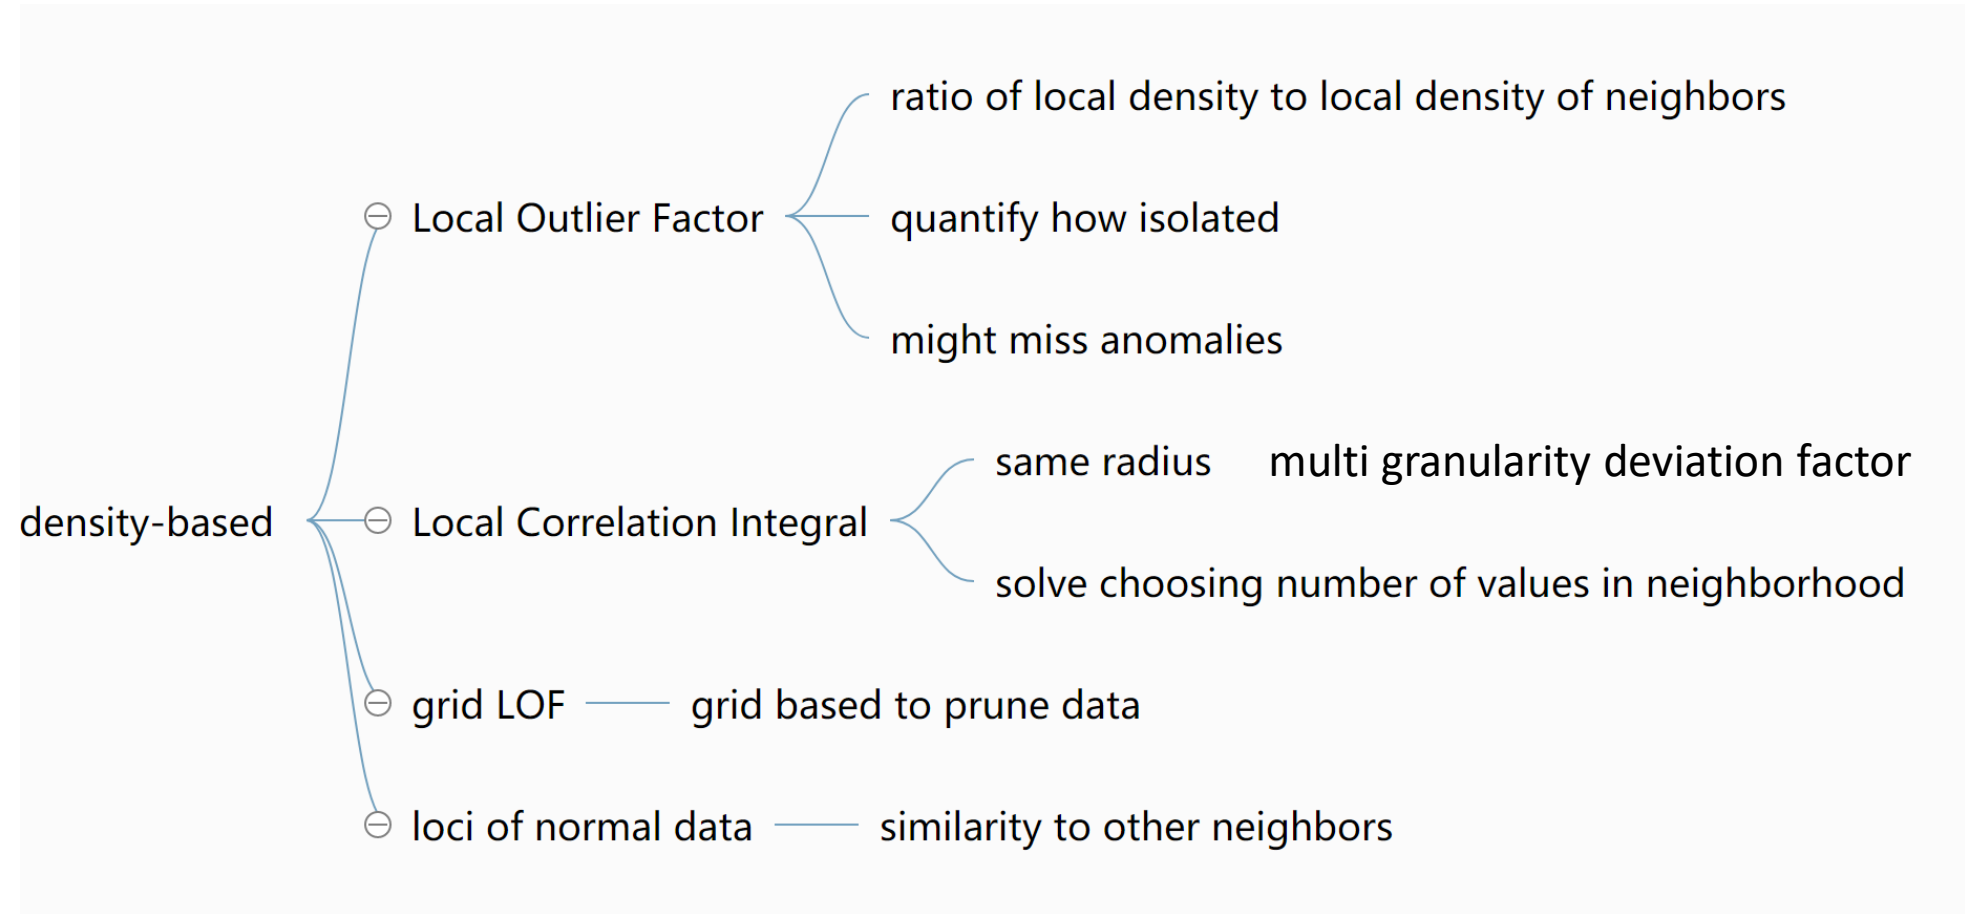 density-based
Local Outlier Factor
ratio of local density to local density of neighbors
quantify how isolated
might miss anomalies
Local Correlation Integral
same radius multi granularity deviation factor
solve choosing number of values in neighborhood
grid LOF
grid based to prune data
loci of normal data
similarity to other neighbors